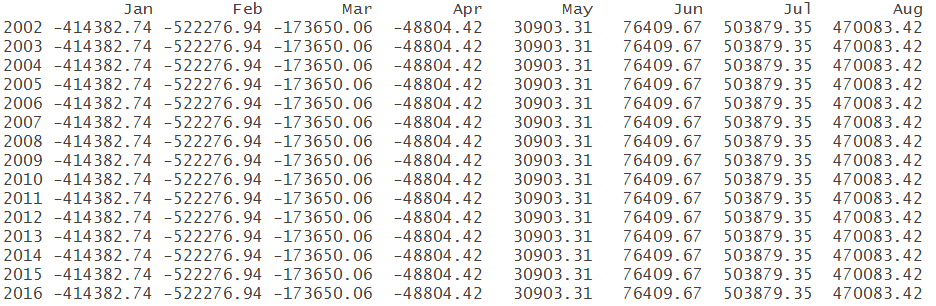 Jan Feb Mar Apr May Jun Jul Aug
2002 -414382.74 -522276.94 -173650.06 -48804.42 30903.31 76409.67 503879.35 470083.42
2003 -414382.74 -522276.94 -173650.06 -48804.42 30903.31 76409.67 503879.35 470083.42
2004 -414382.74 -522276.94 -173650.06 -48804.42 30903.31 76409.67 503879.35 470083.42
2005 -414382.74 -522276.94 -173650.06 -48804.42 30903.31 76409.67 503879.35 470083.42
2006 -414382.74 -522276.94 -173650.06 -48804.42 30903.31 76409.67 503879.35 470083.42
2007 -414382.74 -522276.94 -173650.06 -48804.42 30903.31 76409.67 503879.35 470083.42
2008 -414382.74 -522276.94 -173650.06 -48804.42 30903.31 76409.67 503879.35 470083.42
2009 -414382.74 -522276.94 -173650.06 -48804.42 30903.31 76409.67 503879.35 470083.42
2010 -414382.74 -522276.94 -173650.06 -48804.42 30903.31 76409.67 503879.35 470083.42
2011 -414382.74 -522276.94 -173650.06 -48804.42 30903.31 76409.67 503879.35 470083.42
2012 -414382.74 -522276.94 -173650.06 -48804.42 30903.31 76409.67 503879.35 470083.42
2013 -414382.74 -522276.94 -173650.06 -48804.42 30903.31 76409.67 503879.35 470083.42
2014 -414382.74 -522276.94 -173650.06 -48804.42 30903.31 76409.67 503879.35 470083.42
2015 -414382.74 -522276.94 -173650.06 -48804.42 30903.31 76409.67 503879.35 470083.42
2016 -414382.74 -522276.94 -173650.06 -48804.42 30903.31 76409.67 503879.35 470083.42